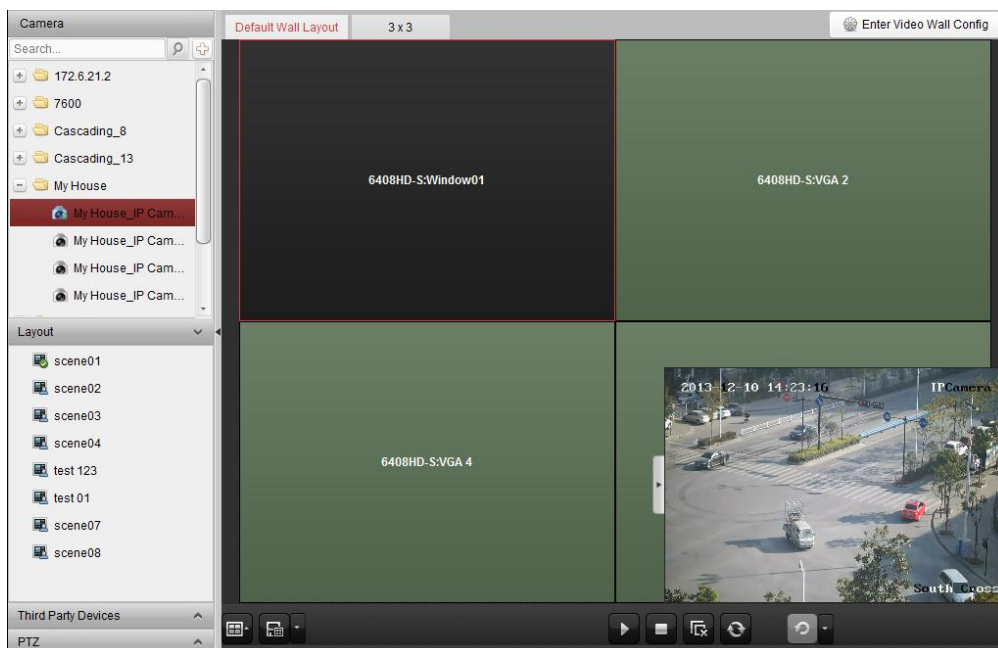 Camera
Search...
172.6.21.2
7600
Cascading_8
Cascading_13
My House
My House_IP Cam...
My House_IP Cam...
My House_IP Cam...
My House_IP Cam...
Layout
scene01
scene02
scene03
scene04
test 123
test 01
scene07
scene08
Third Party Devices
PTZ
Default Wall Layout 3 x 3 Enter Video Wall Config
6408HD-S:Window01 6408HD-S:VGA 2
6408HD-S:VGA 4
2013-12-10 14:23:16 IPCamera
South Cross